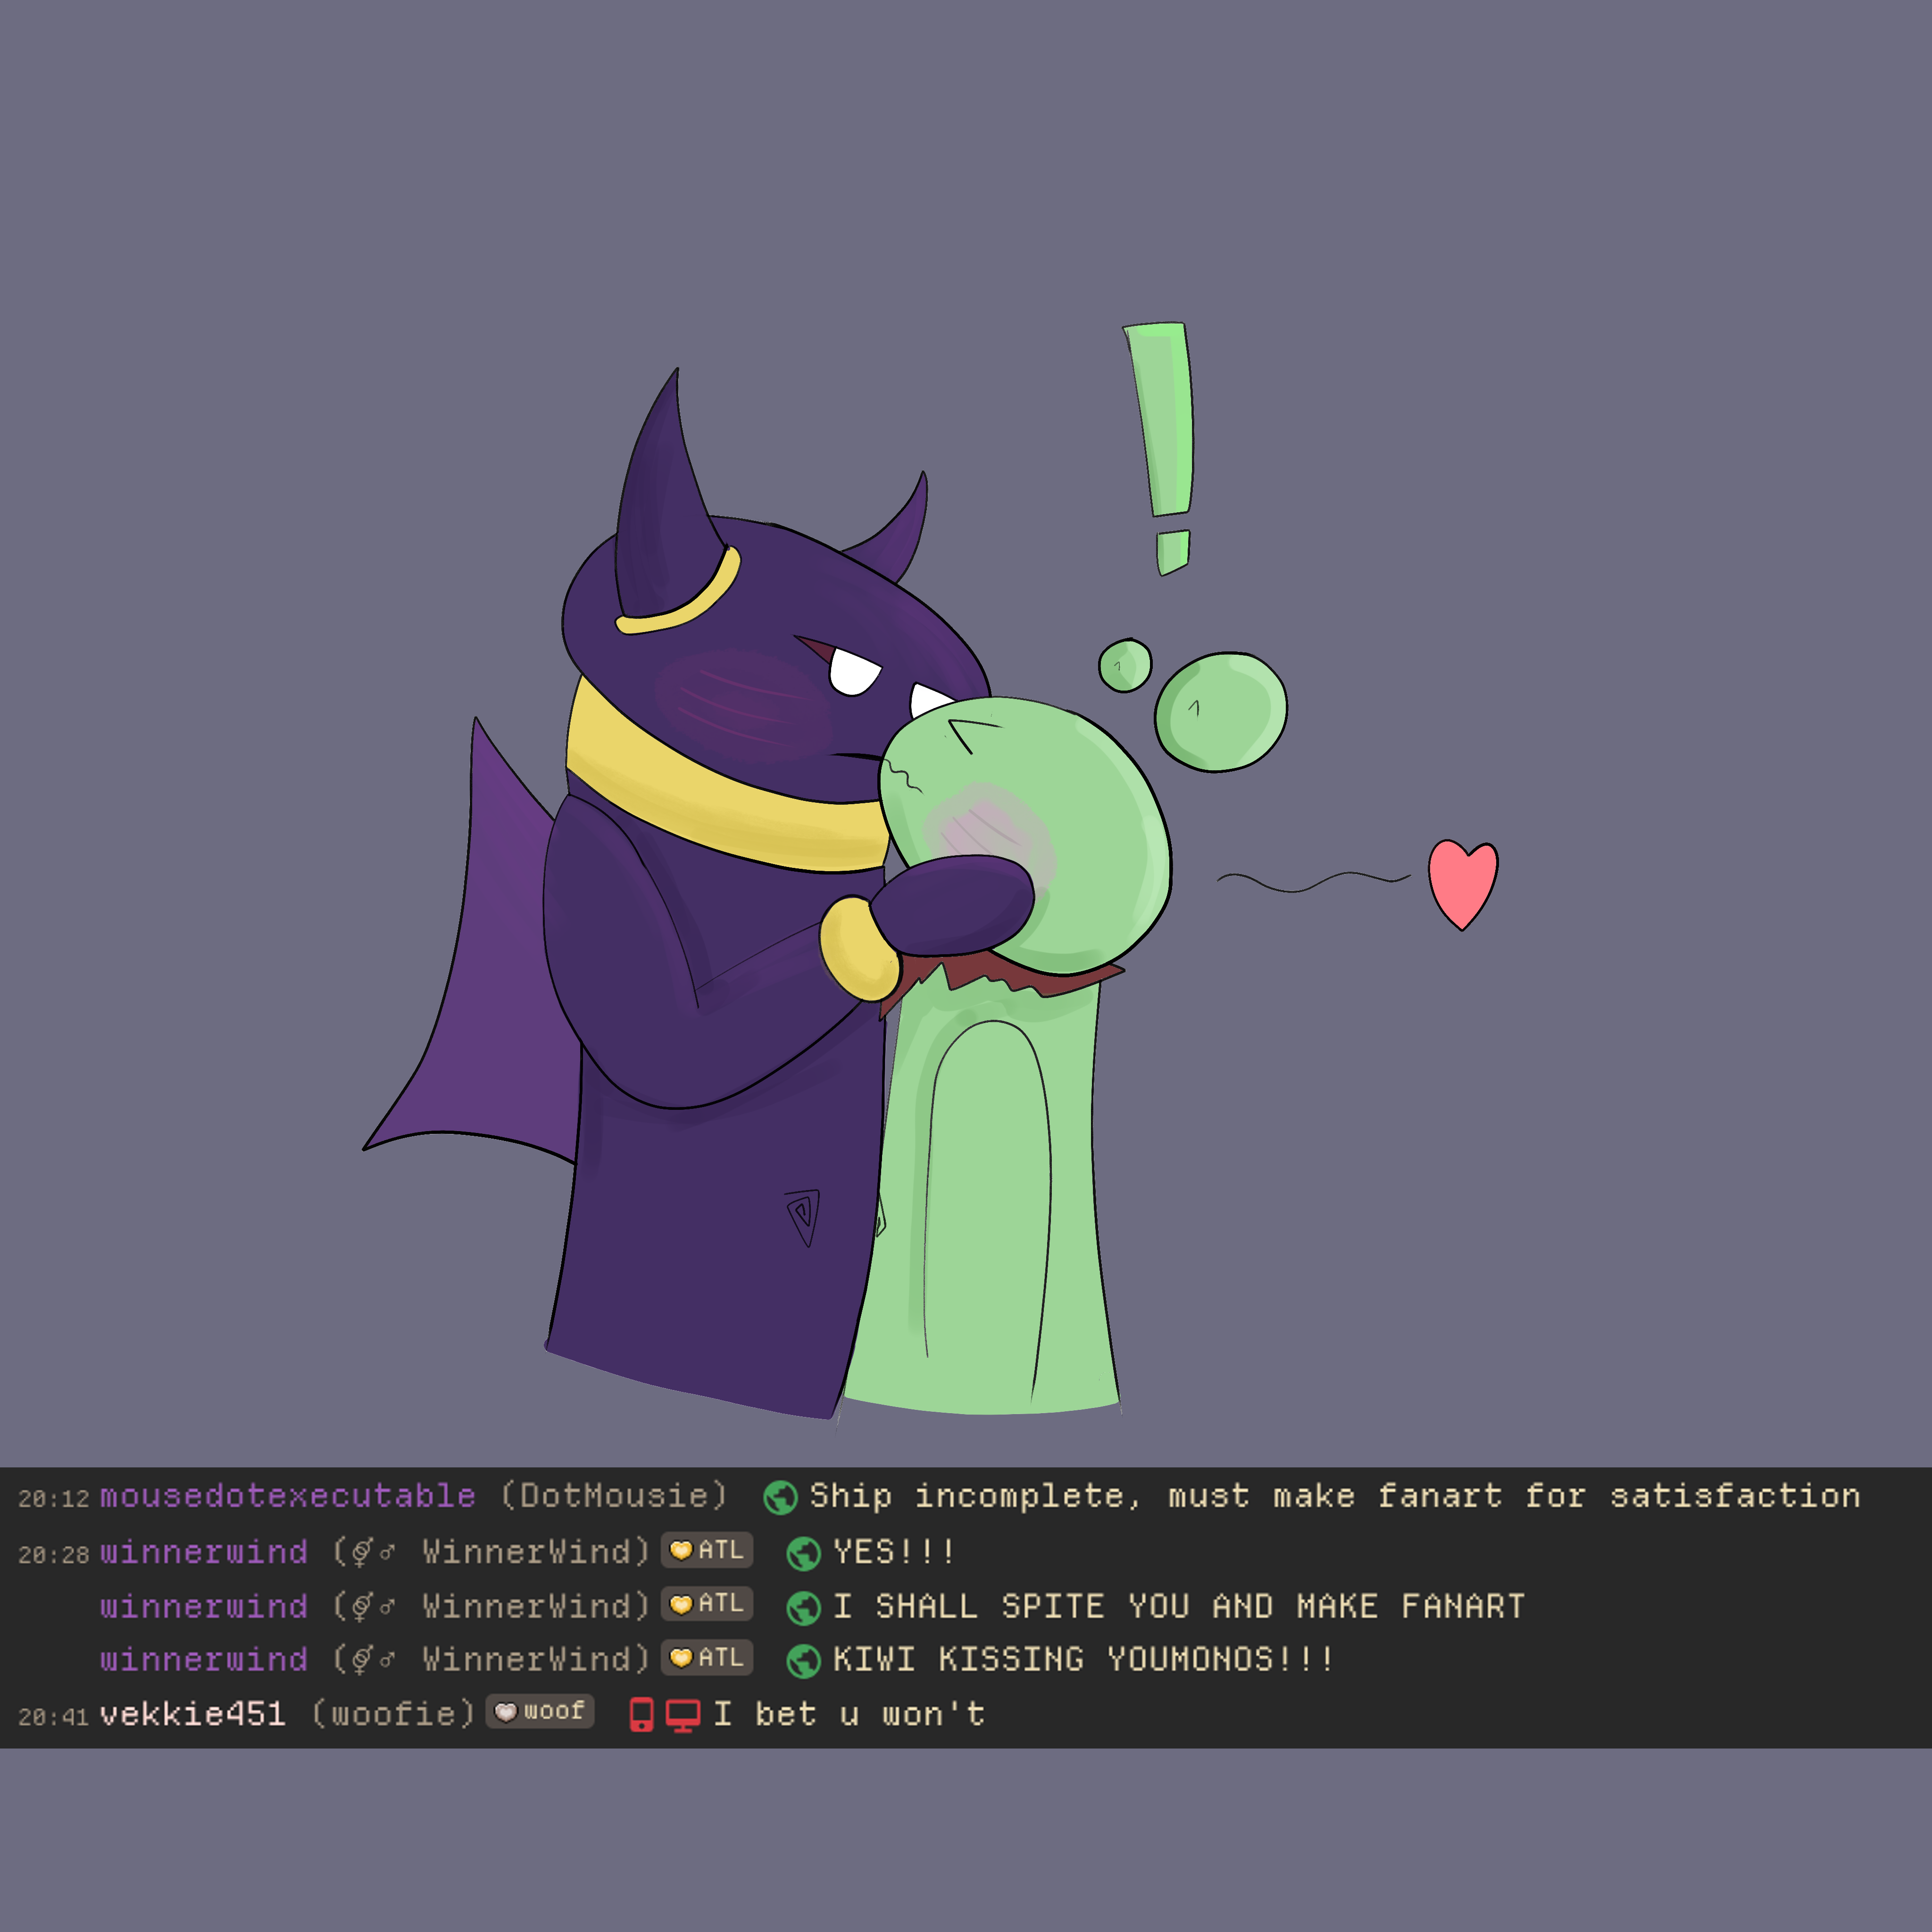 20:12 mousedotexecutable (DotMousie) Ship incomplete, must make fanart for satisfaction
20:28 winnerwind (⚤♂ WinnerWind) ATL YES!!!
winnerwind (⚤♂ WinnerWind) ATL I SHALL SPITE YOU AND MAKE FANART
winnerwind (⚤♂ WinnerWind) ATL KIWI KISSING YOUMONOS!!!
20:41 vekkie451 (woofie) woof I bet u won't